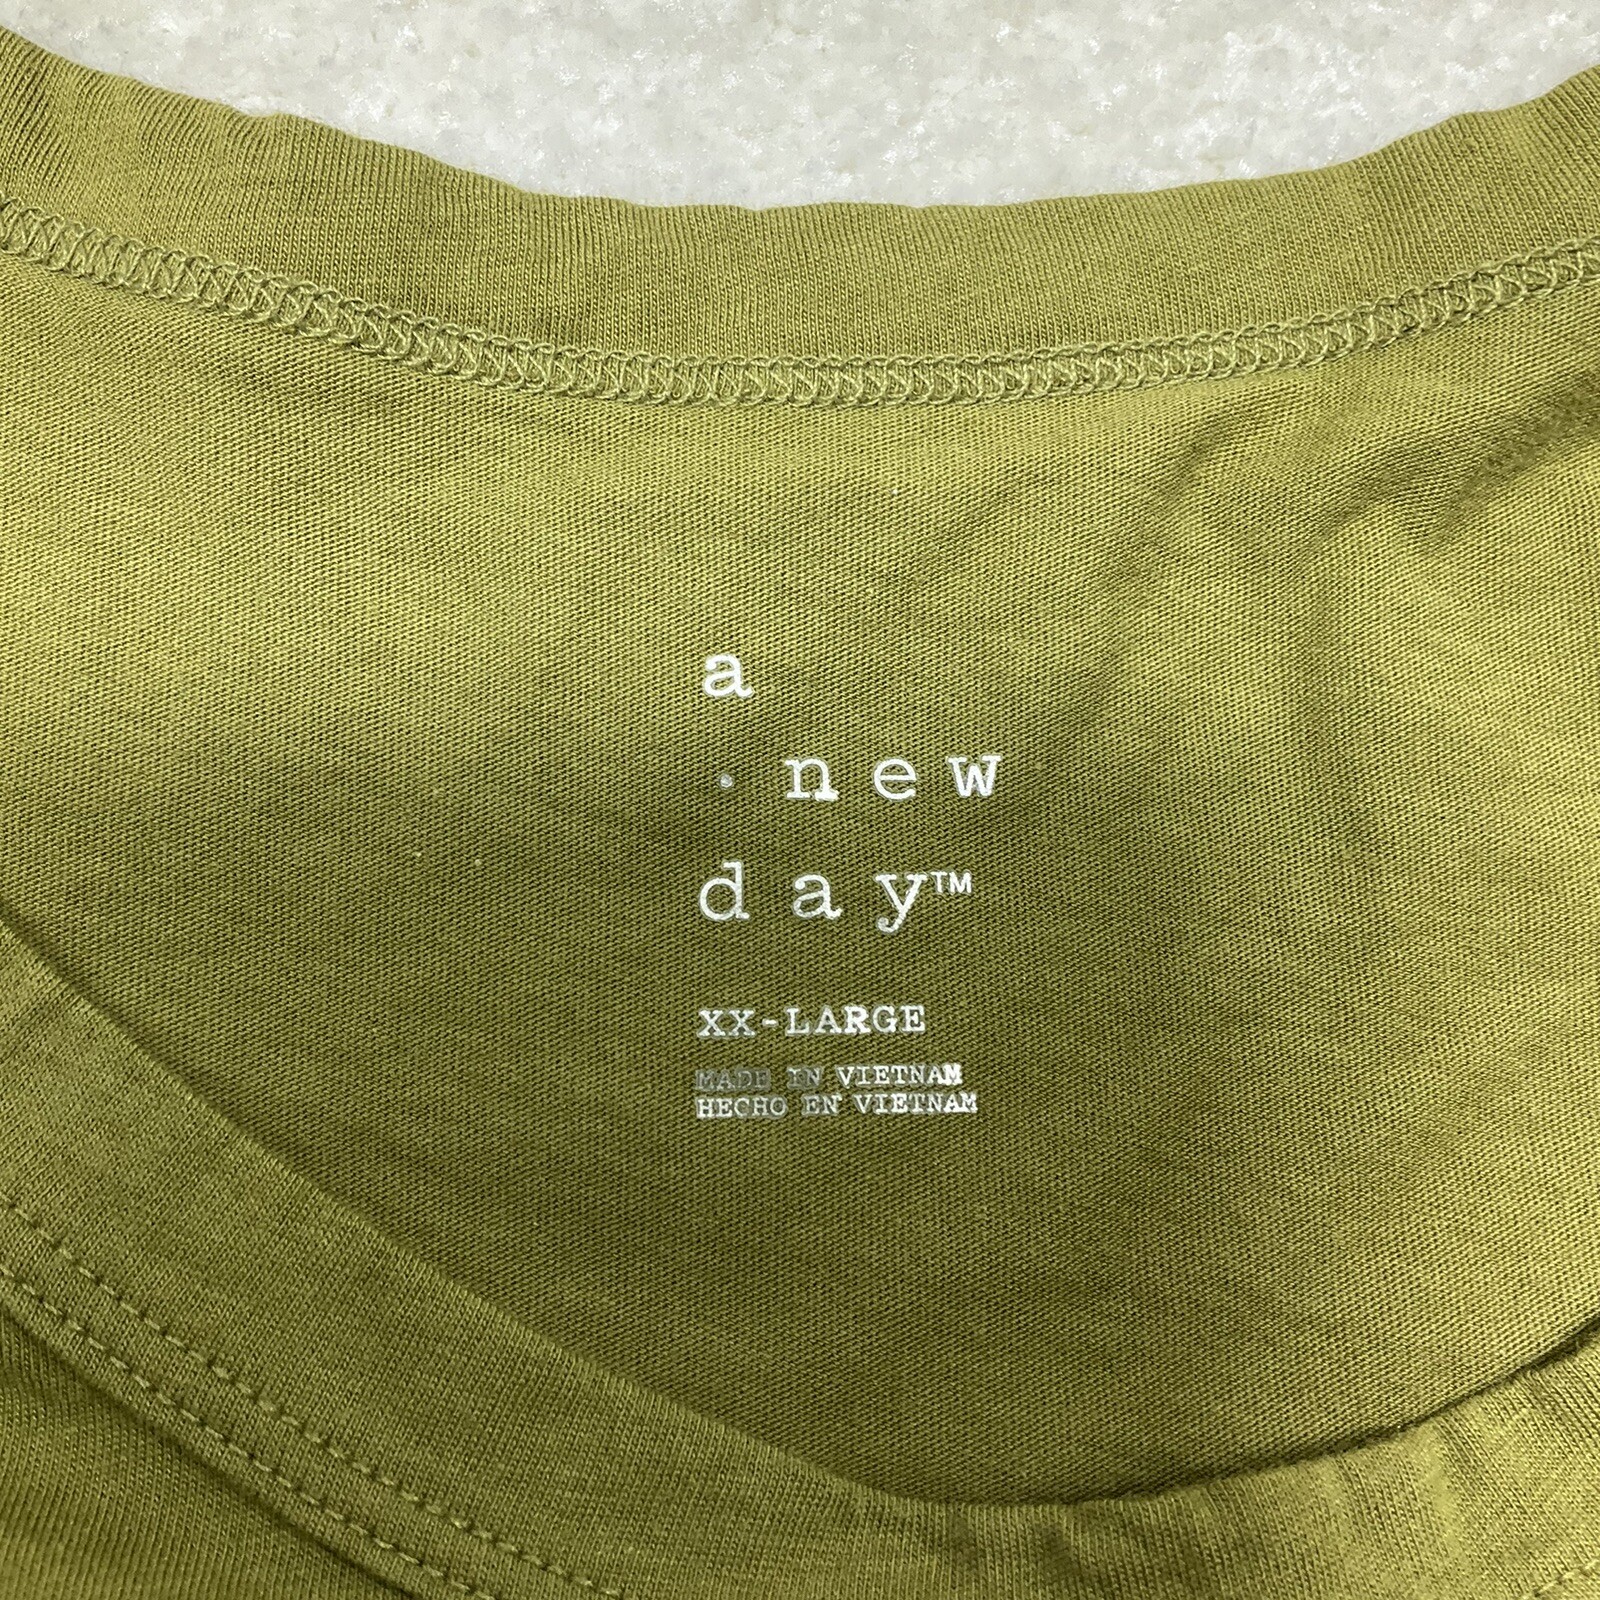 a
· new
day™
XX-LARGE
MADE IN VIETNAM
HECHO EN VIETNAM